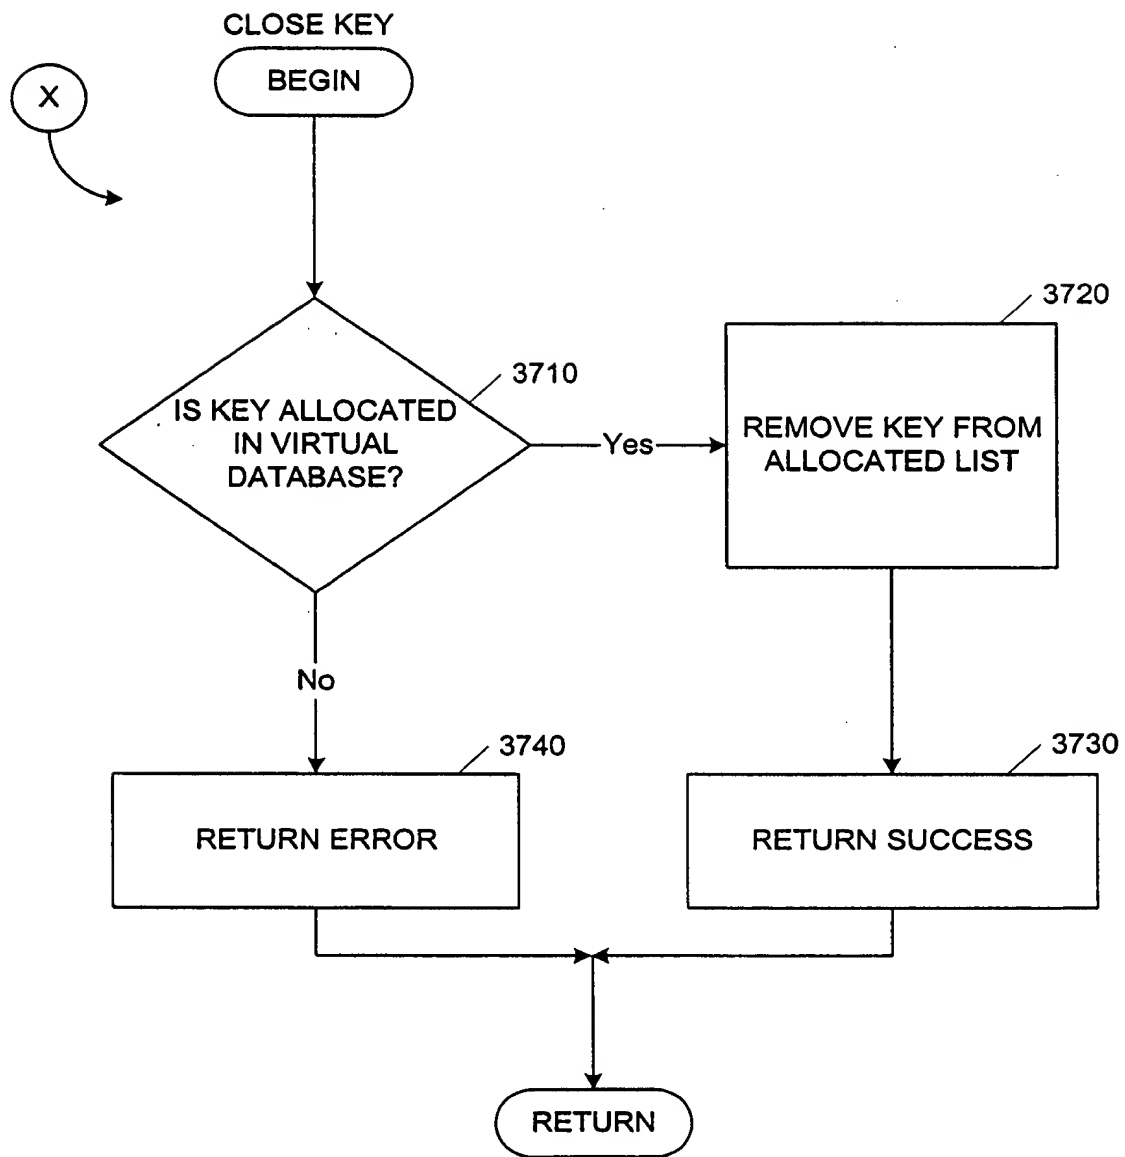 CLOSE KEY
BEGIN
X
3720
3710
IS KEY ALLOCATED
IN VIRTUAL
DATABASE?
Yes
REMOVE KEY FROM
ALLOCATED LIST
No
3740
3730
RETURN ERROR
RETURN SUCCESS
RETURN